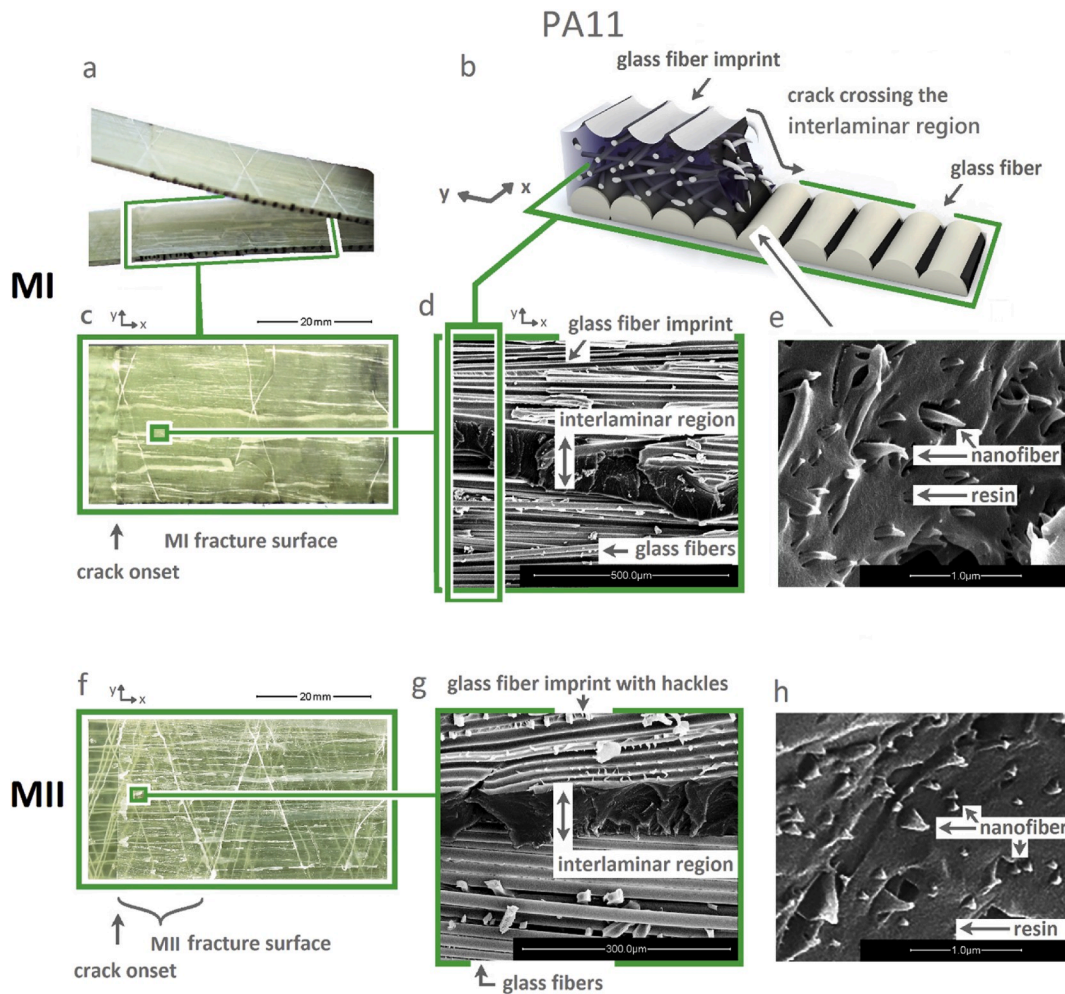 PA11
a
b
glass fiber imprint
crack crossing the
interlaminar region
glass fiber
y
x
MI
c
y
x
20mm
d
y
x
glass fiber imprint
e
interlaminar region
nanofiber
resin
glass fibers
500.0µm
1.0µm
MI fracture surface
crack onset
f
y
x
20mm
g
glass fiber imprint with hackles
h
MII
interlaminar region
nanofiber
resin
300.0µm
1.0µm
MII fracture surface
crack onset
glass fibers